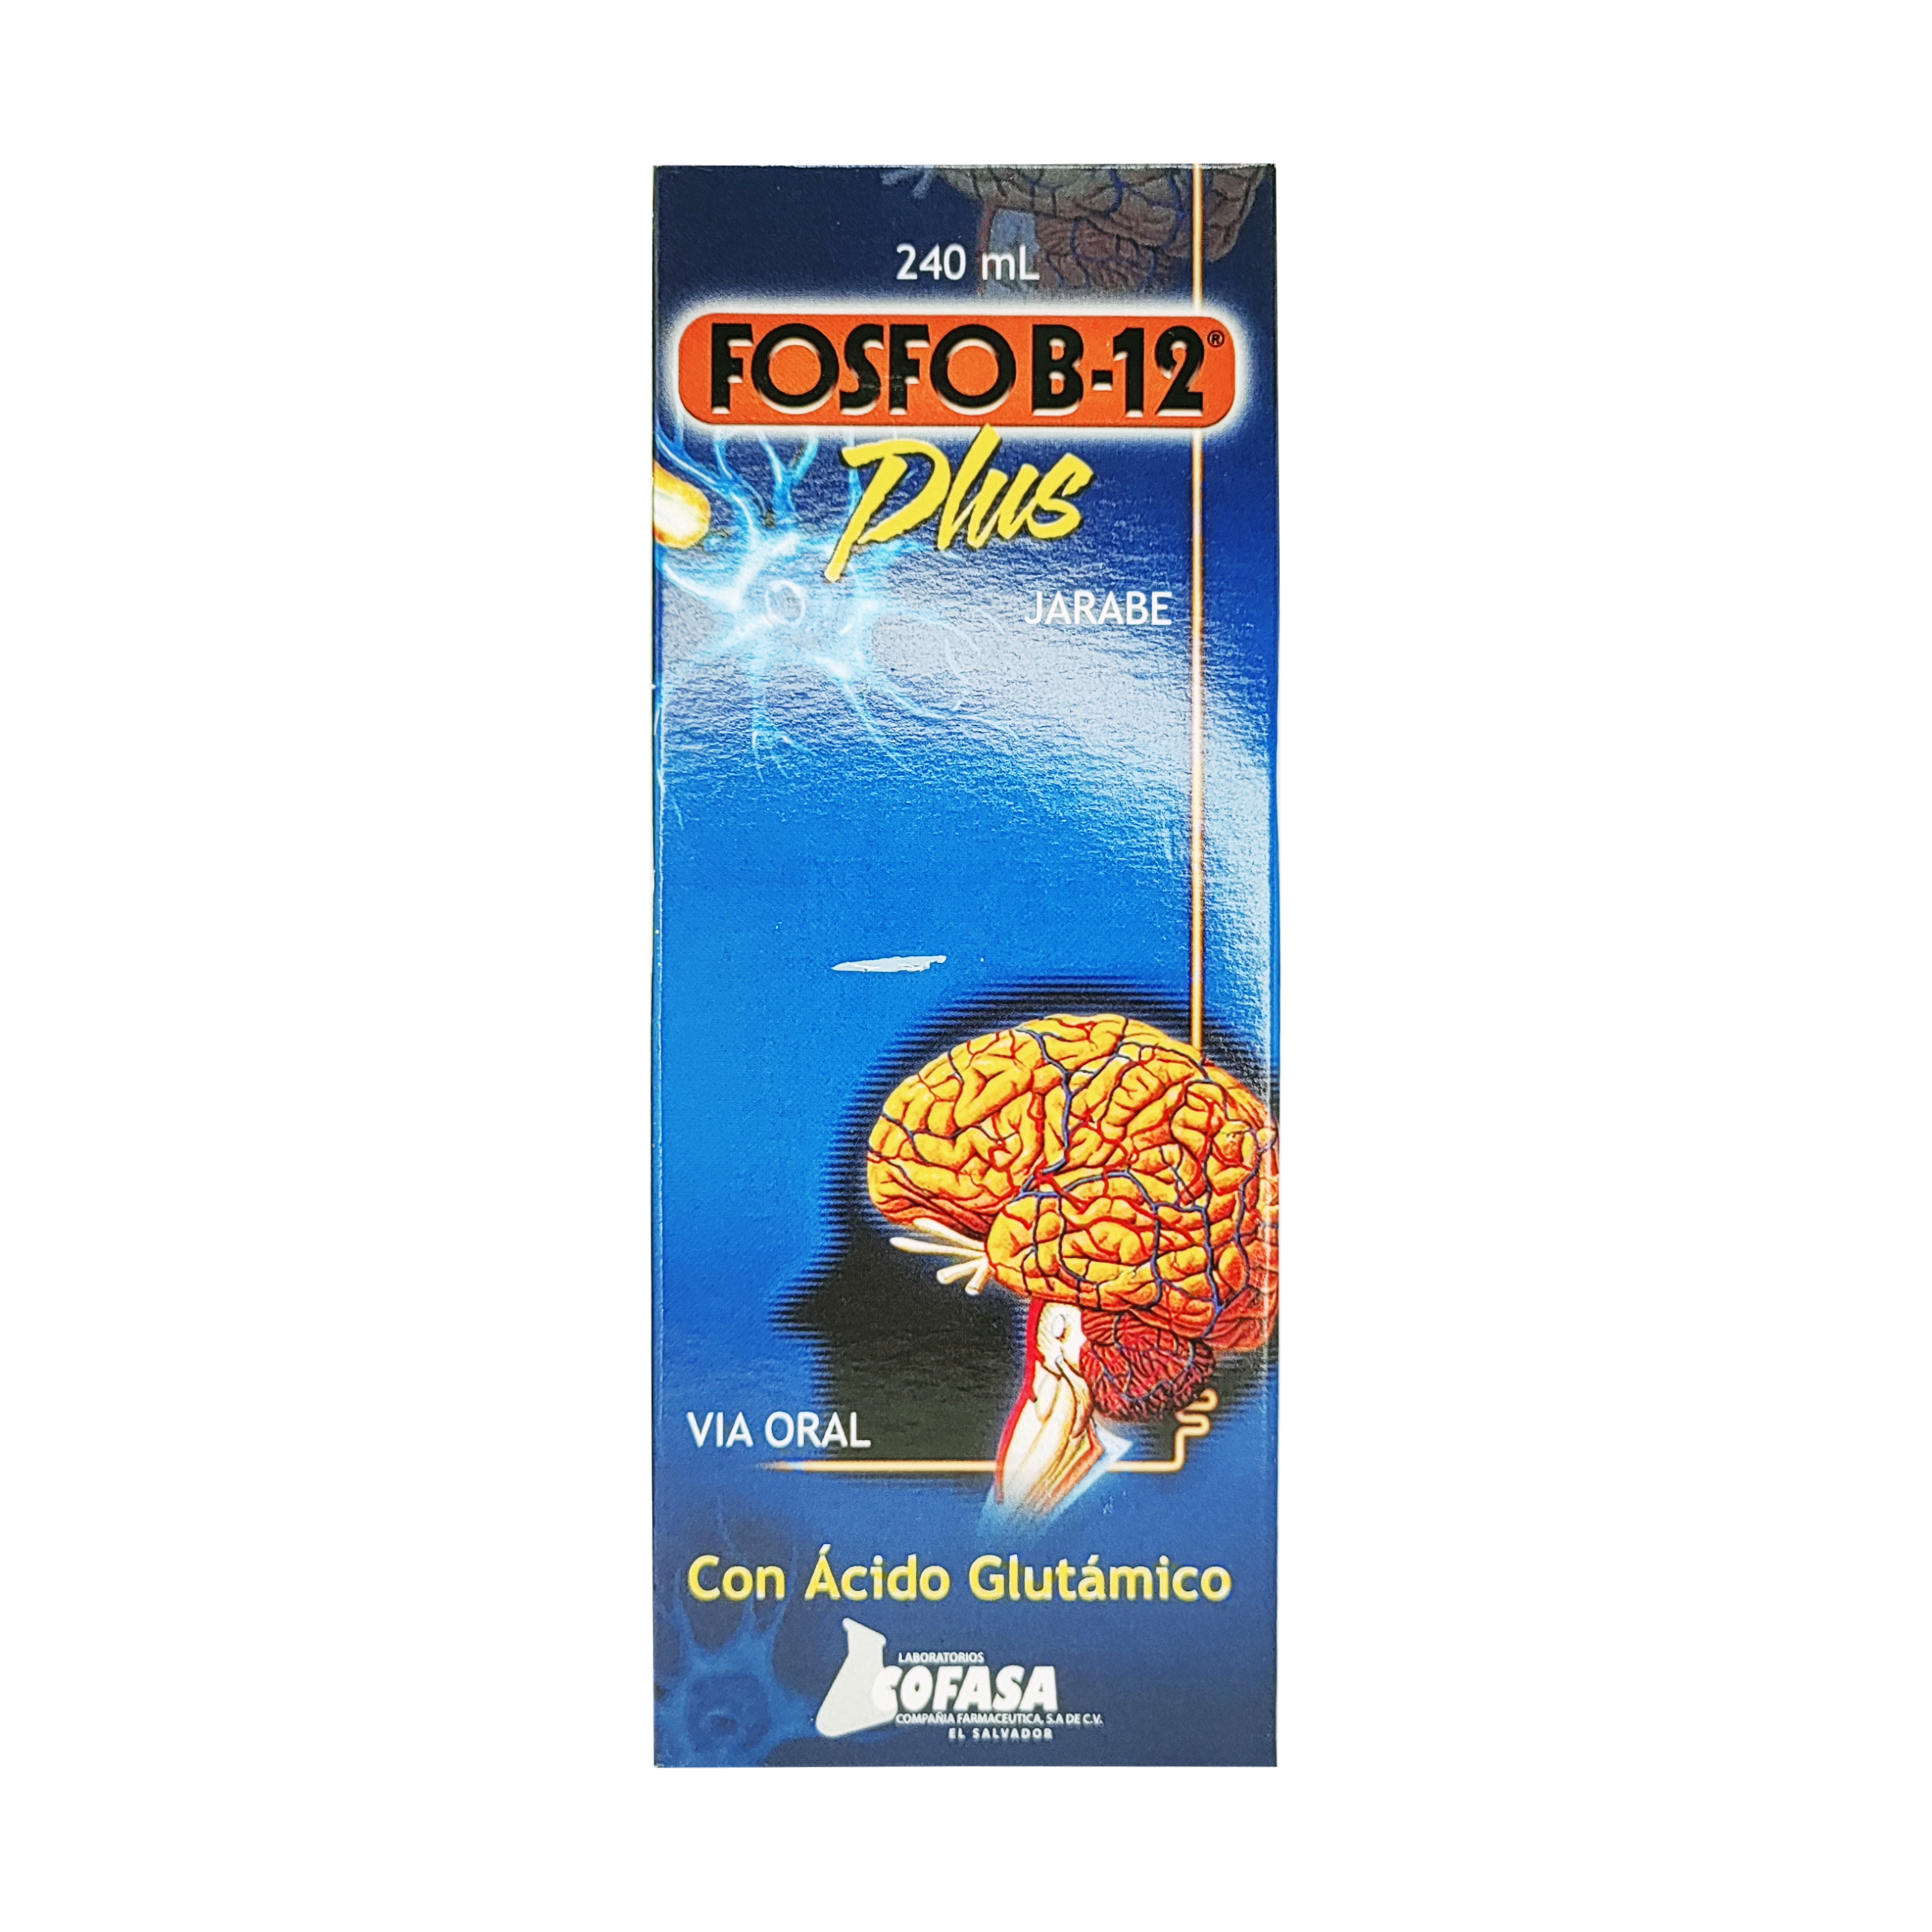 240 mL
FOSFO B-12®
Plus
JARABE
VIA ORAL
Con Ácido Glutámico
LABORATORIOS
COFASA
COMPAÑIA FARMACEUTICA, S.A DE C.V.
EL SALVADOR